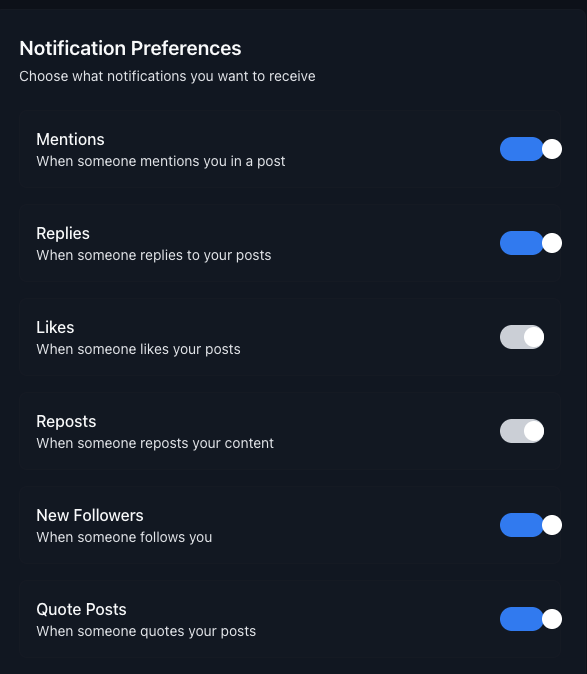 Notification Preferences
Choose what notifications you want to receive
Mentions
When someone mentions you in a post
Replies
When someone replies to your posts
Likes
When someone likes your posts
Reposts
When someone reposts your content
New Followers
When someone follows you
Quote Posts
When someone quotes your posts